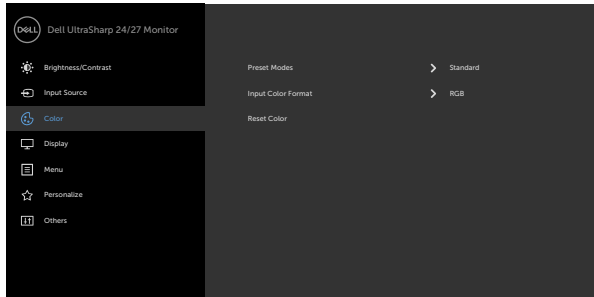 DELL Dell UltraSharp 24/27 Monitor
Brightness/Contrast
Preset Modes Standard
Input Source
Input Color Format RGB
Color
Reset Color
Display
Menu
Personalize
Others